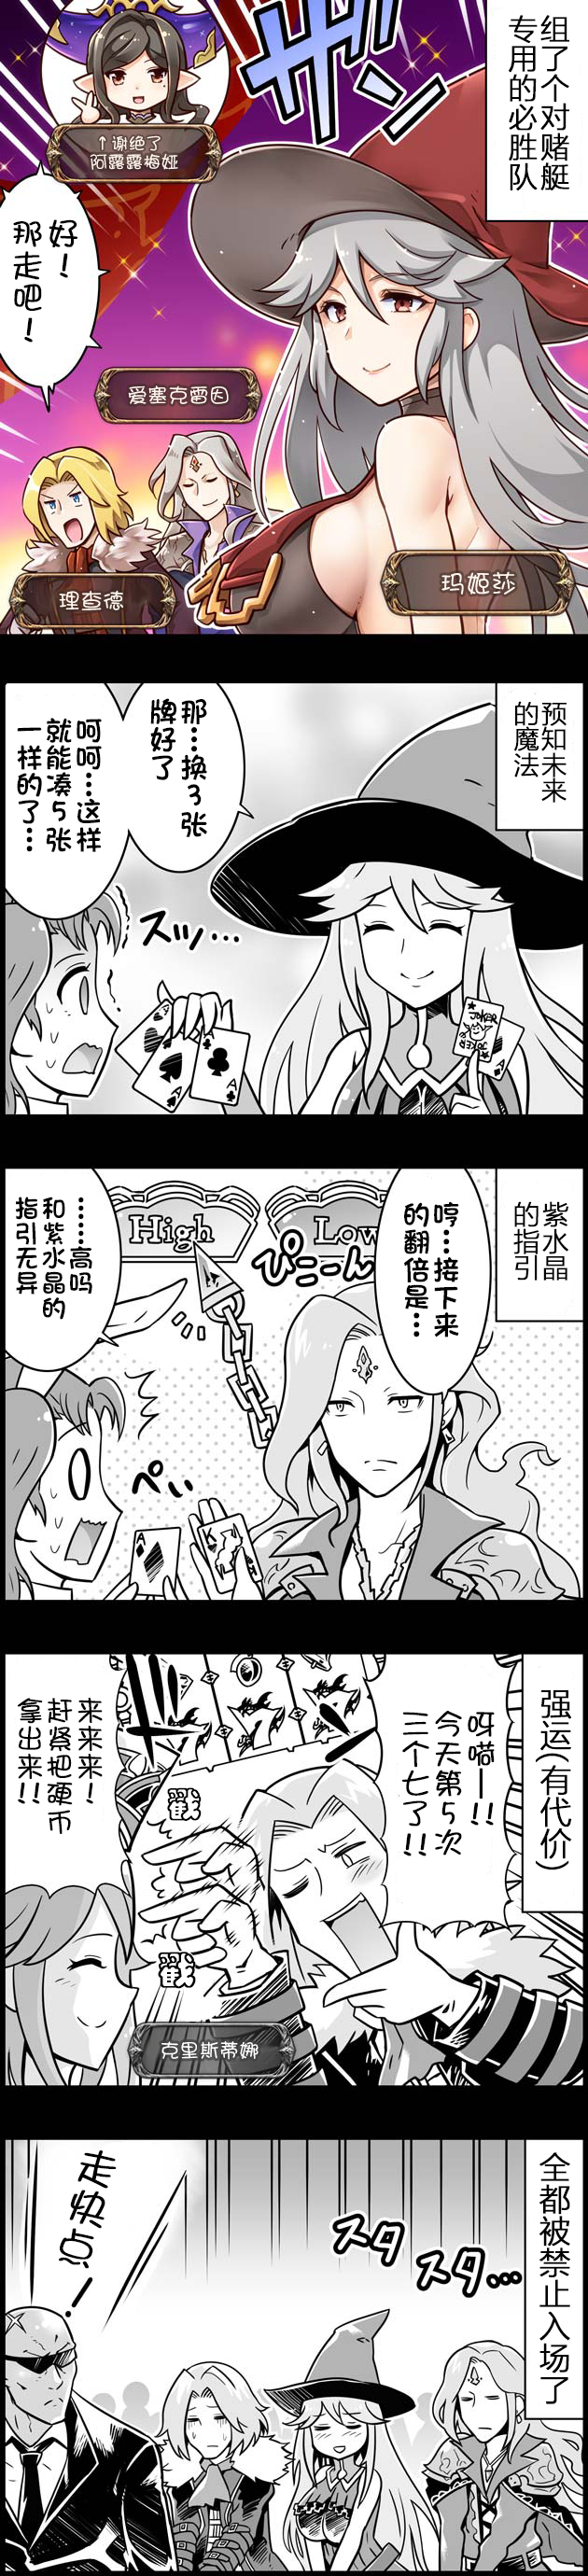 组了个对赌艇
专用的必胜队
ザンッ
↑谢绝了
阿露露梅娅
好！
那走吧！
爱塞克雷因
理查德
玛姬莎
预知未来
的魔法
那…换3张
牌好了
呵呵…这样
就能凑5张
一样的了…
スッ…
JOKER
JOKER
A
A
紫水晶
的指引
哼…接下来
的翻倍是…
High
Low
ぴこーん
……高吗
和紫水晶的
指引无异
ぺぃ
A
K
强运(有代价)
呀嗬—!!
今天第5次
三个七了!!
来来来！
赶紧把硬币
拿出来!!
戳
戳
克里斯蒂娜
全都被禁止入场了
スタ
スタ…
走快点！